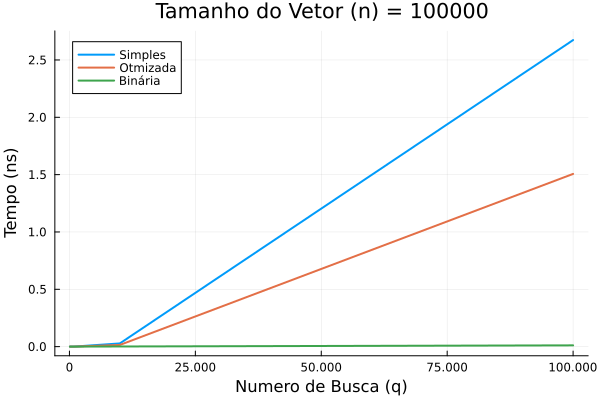 Tamanho do Vetor (n) = 100000
Simples
Otmizada
Binária
Tempo (ns)
2.5
2.0
1.5
1.0
0.5
0.0
0
25.000
50.000
75.000
100.000
Numero de Busca (q)